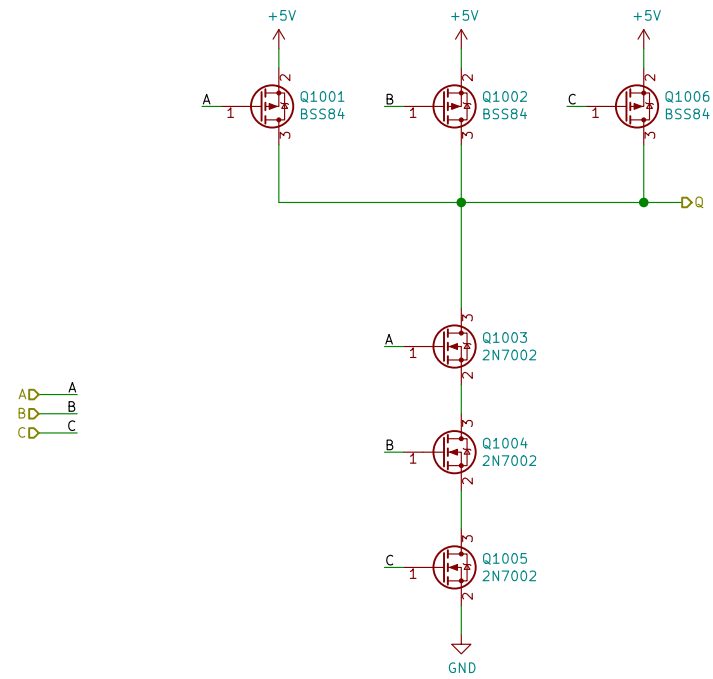 +5V
+5V
+5V
2
2
2
A
1
Q1001
BSS84
B
1
Q1002
BSS84
C
1
Q1006
BSS84
3
3
3
Q
3
A
1
Q1003
2N7002
2
A
A
B
B
C
C
3
B
1
Q1004
2N7002
2
3
C
1
Q1005
2N7002
2
GND